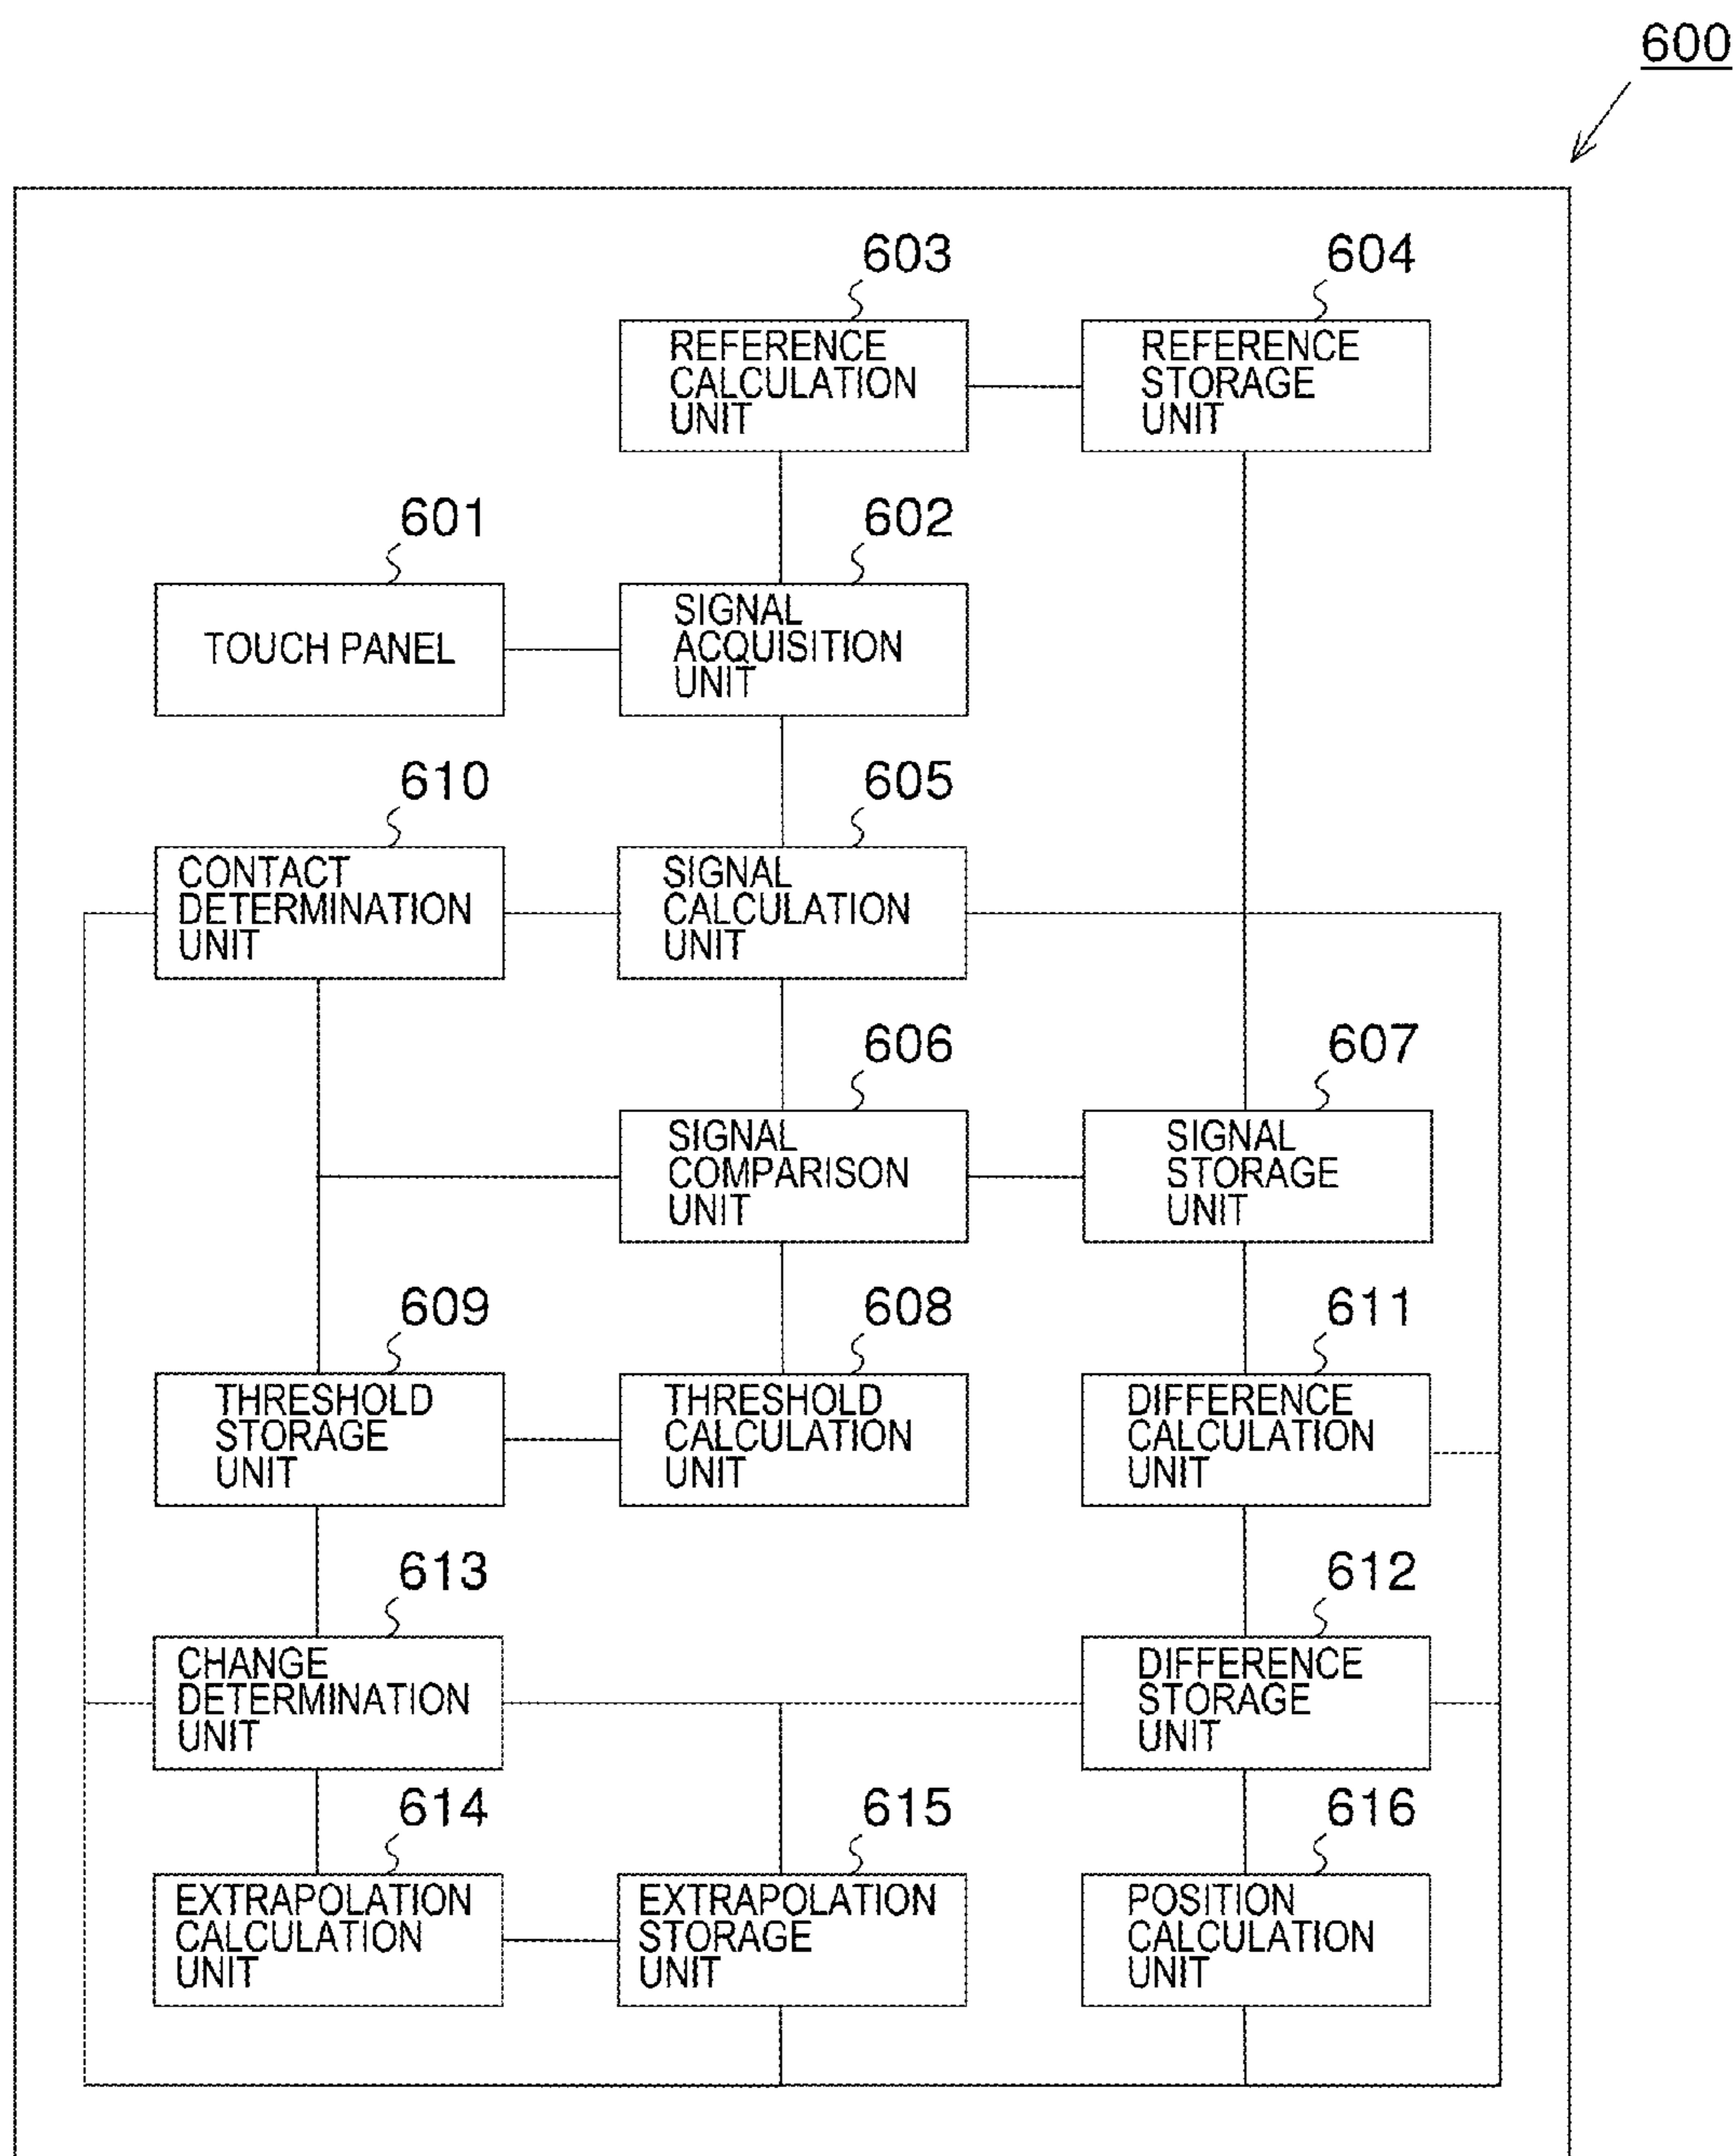 600
603
604
REFERENCE
CALCULATION
UNIT
REFERENCE
STORAGE
UNIT
601
602
TOUCH PANEL
SIGNAL
ACQUISITION
UNIT
610
605
CONTACT
DETERMINATION
UNIT
SIGNAL
CALCULATION
UNIT
606
607
SIGNAL
COMPARISON
UNIT
SIGNAL
STORAGE
UNIT
609
608
611
THRESHOLD
STORAGE
UNIT
THRESHOLD
CALCULATION
UNIT
DIFFERENCE
CALCULATION
UNIT
613
612
CHANGE
DETERMINATION
UNIT
DIFFERENCE
STORAGE
UNIT
614
615
616
EXTRAPOLATION
CALCULATION
UNIT
EXTRAPOLATION
STORAGE
UNIT
POSITION
CALCULATION
UNIT